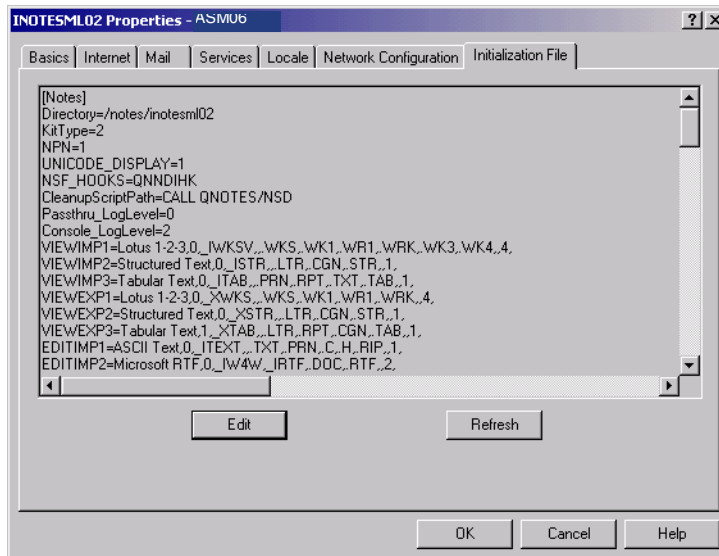 INOTESML02 Properties - ASM06
Basics Internet Mail Services Locale Network Configuration Initialization File
[Notes]
Directory=/notes/inotesml02
KitType=2
NPN=1
UNICODE_DISPLAY=1
NSF_HOOKS=QNNDIHK
CleanupScriptPath=CALL QNOTES/NSD
Passthru_LogLevel=0
Console_LogLevel=2
VIEWIMP1=Lotus 1-2-3,0,_IWKSV,,.WKS,.WK1,.WR1,.WRK,.WK3,.WK4,,4,
VIEWIMP2=Structured Text,0,_ISTR,,.LTR,.CGN,.STR,,1,
VIEWIMP3=Tabular Text,0,_ITAB,,.PRN,.RPT,.TXT,.TAB,,1,
VIEWEXP1=Lotus 1-2-3,0,_XWKS,,.WKS,.WK1,.WR1,.WRK,,4,
VIEWEXP2=Structured Text,0,_XSTR,,.LTR,.CGN,.STR,,1,
VIEWEXP3=Tabular Text,1,_XTAB,,.LTR,.RPT,.CGN,.TAB,,1,
EDITIMP1=ASCII Text,0,_ITEXT,,.TXT,.PRN,.C,.H,.RIP,,1,
EDITIMP2=Microsoft RTF,0,_IW4W,_IRTF,.DOC,.RTF,,2,
Edit Refresh
OK Cancel Help